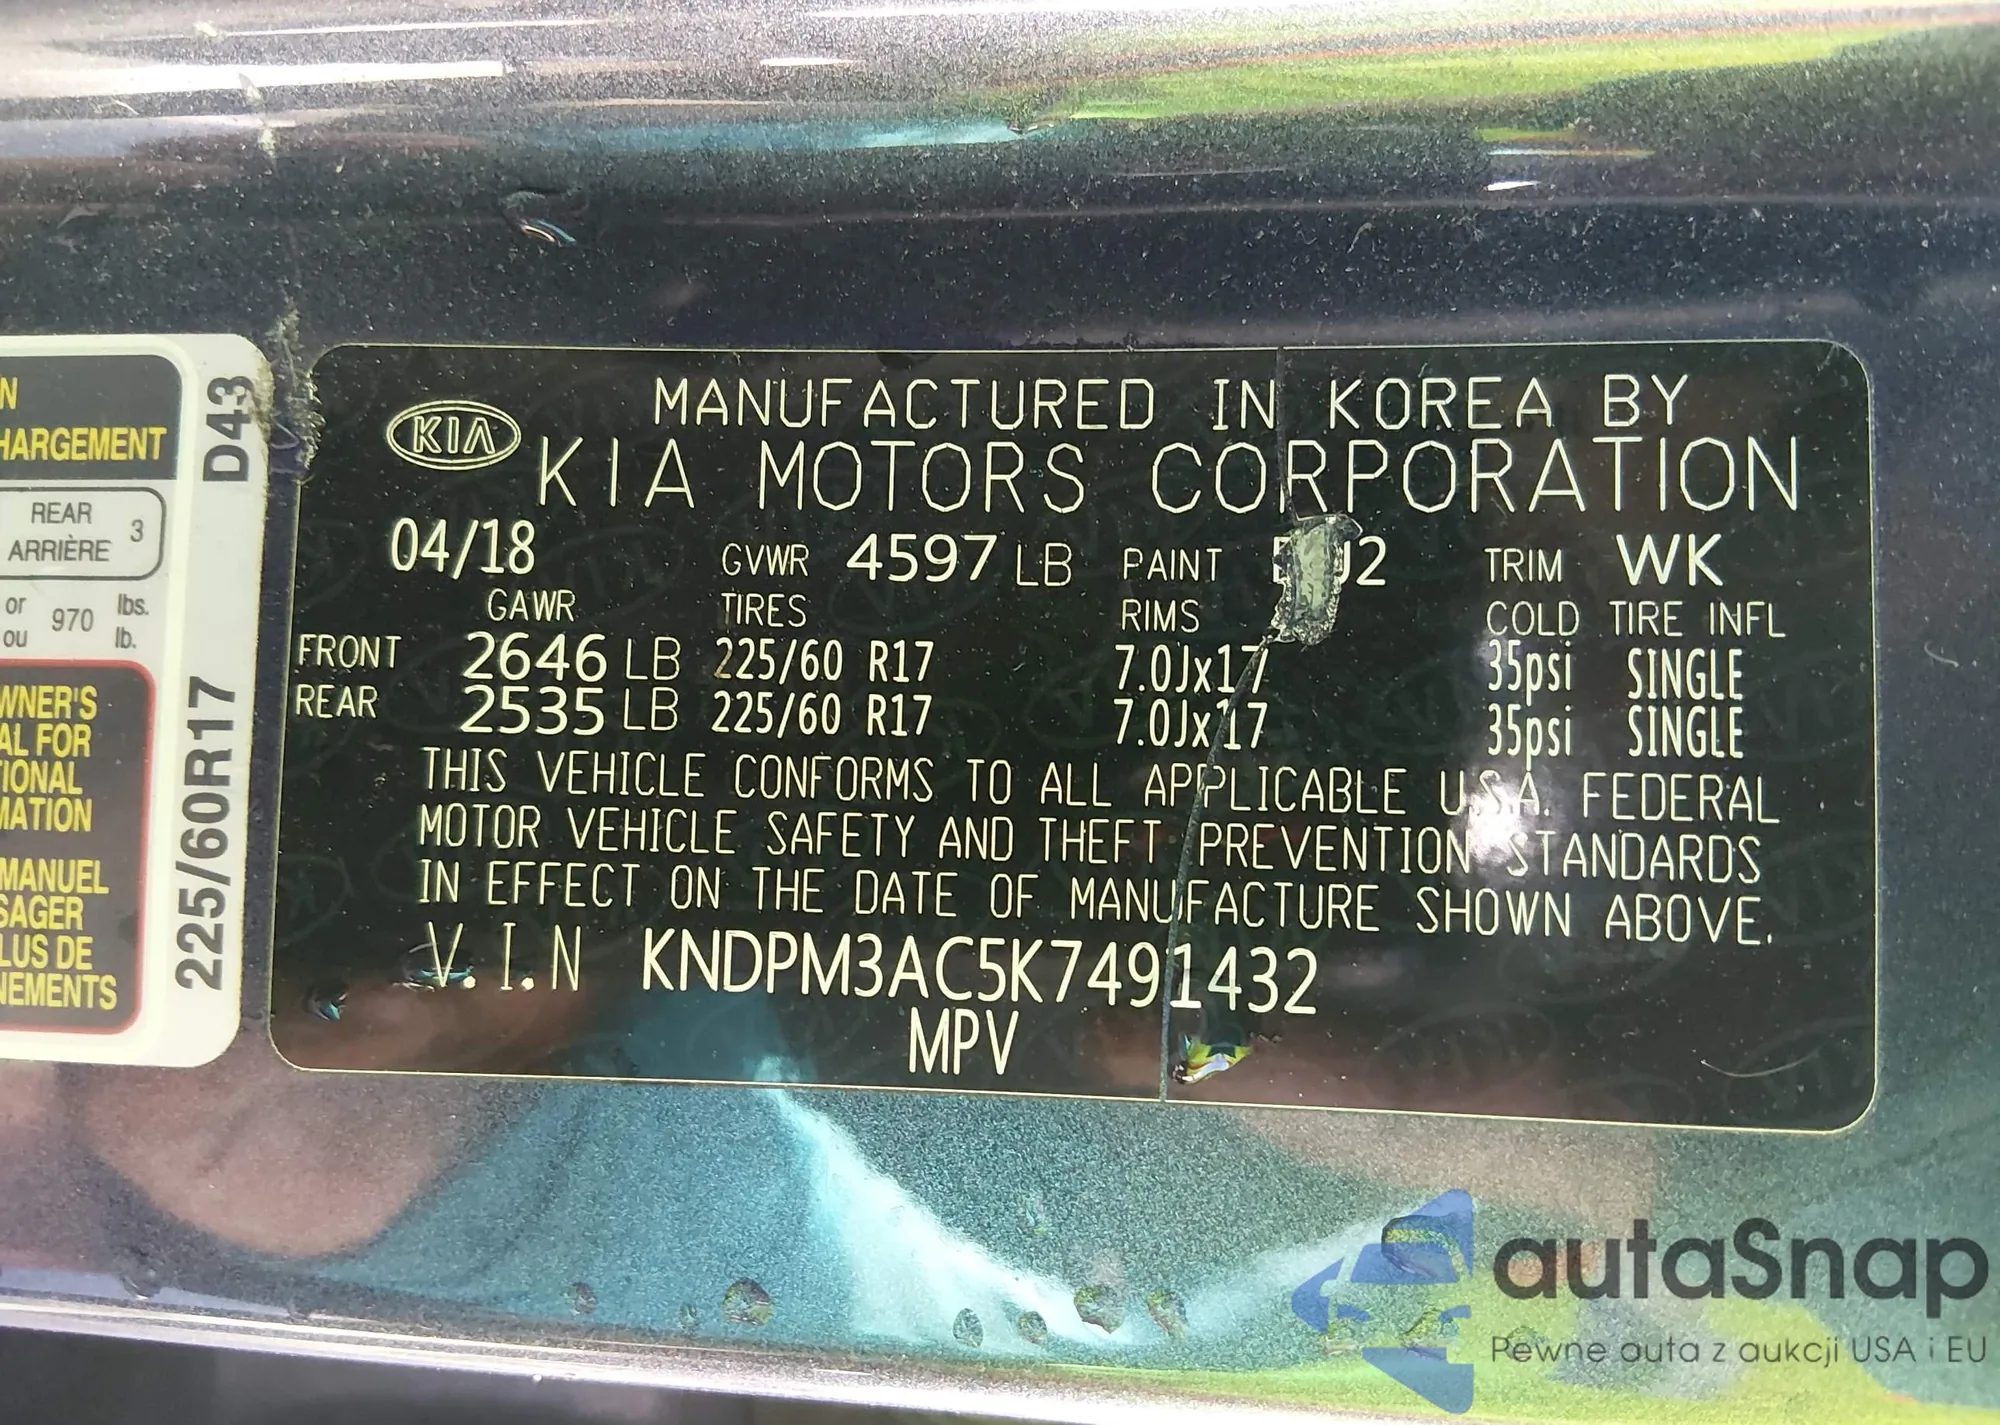 N
HARGEMENT
REAR
ARRIÈRE 3
or
ou 970 lbs.
lb.
WNER'S
AL FOR
TIONAL
MATION
MANUEL
SAGER
LUS DE
NEMENTS
D43
225/60R17
KIA
MANUFACTURED IN KOREA BY
KIA MOTORS CORPORATION
04/18 GVWR 4597 LB PAINT TRIM WK
GAWR TIRES RIMS COLD TIRE INFL
FRONT 2646 LB 225/60 R17 7.0Jx17 35psi SINGLE
REAR 2535 LB 225/60 R17 7.0Jx17 35psi SINGLE
THIS VEHICLE CONFORMS TO ALL APPLICABLE U.S.A. FEDERAL
MOTOR VEHICLE SAFETY AND THEFT PREVENTION STANDARDS
IN EFFECT ON THE DATE OF MANUFACTURE SHOWN ABOVE.
V.I.N KNDPM3AC5K7491432
MPV
autaSnap
Pewne auta z aukcji USA i EU